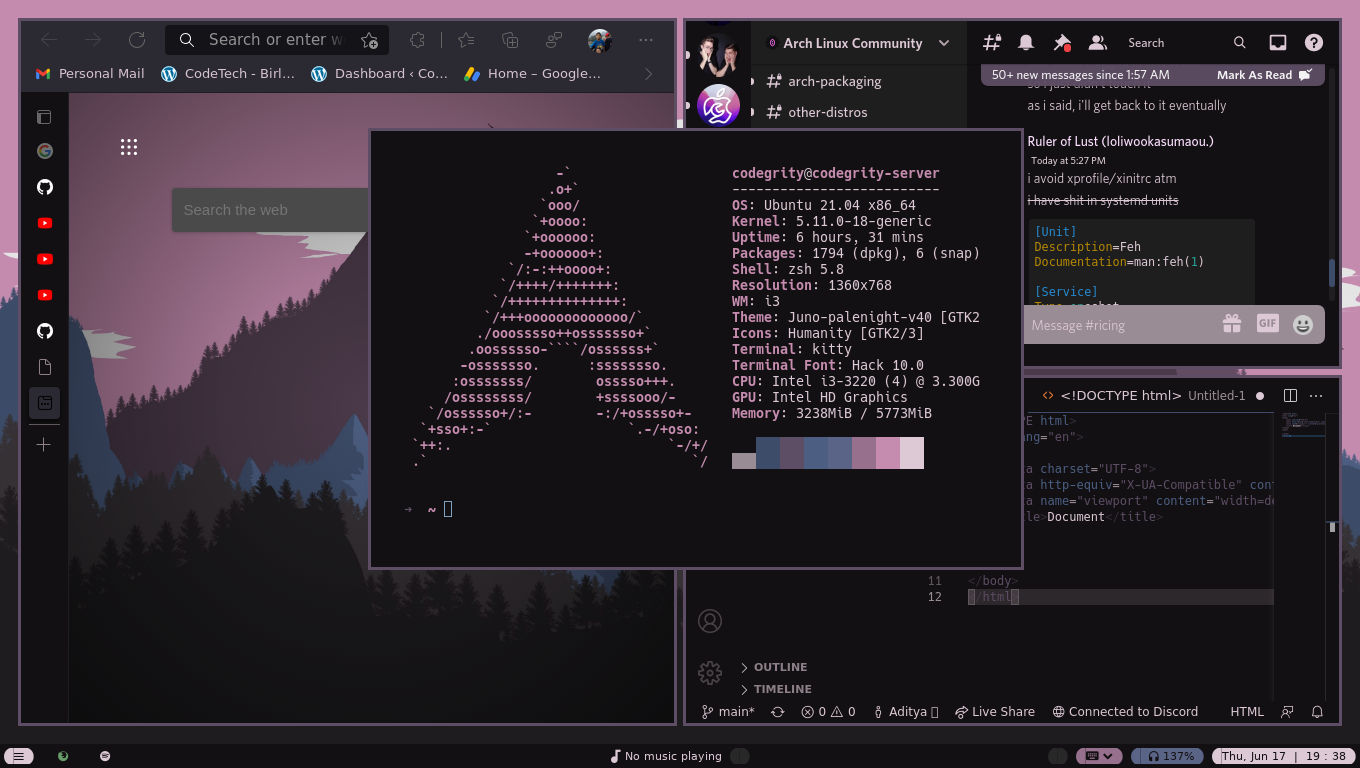 Search or enter w
Personal Mail
CodeTech - Birl...
Dashboard ‹ Co...
Home – Google...
Search the web
Arch Linux Community
Search
50+ new messages since 1:57 AM
Mark As Read
arch-packaging
other-distros
as i said, i'll get back to it eventually
Ruler of Lust (loliwookasumaou.)
Today at 5:27 PM
i avoid xprofile/xinitrc atm
i have shit in systemd units
[Unit]
Description=Feh
Documentation=man:feh(1)
[Service]
Message #ricing
GIF
codegrity@codegrity-server
--------------------------
OS: Ubuntu 21.04 x86_64
Kernel: 5.11.0-18-generic
Uptime: 6 hours, 31 mins
Packages: 1794 (dpkg), 6 (snap)
Shell: zsh 5.8
Resolution: 1360x768
WM: i3
Theme: Juno-palenight-v40 [GTK2
Icons: Humanity [GTK2/3]
Terminal: kitty
Terminal Font: Hack 10.0
CPU: Intel i3-3220 (4) @ 3.300G
GPU: Intel HD Graphics
Memory: 3238MiB / 5773MiB
→ ~
<!DOCTYPE html> Untitled-1
PE html>
ang="en">
a charset="UTF-8">
a http-equiv="X-UA-Compatible" con
a name="viewport" content="width=de
le>Document</title>
11 </body>
12 </html>
OUTLINE
TIMELINE
main* 0 0 Aditya Live Share Connected to Discord HTML
No music playing
137%
Thu, Jun 17 | 19 : 38